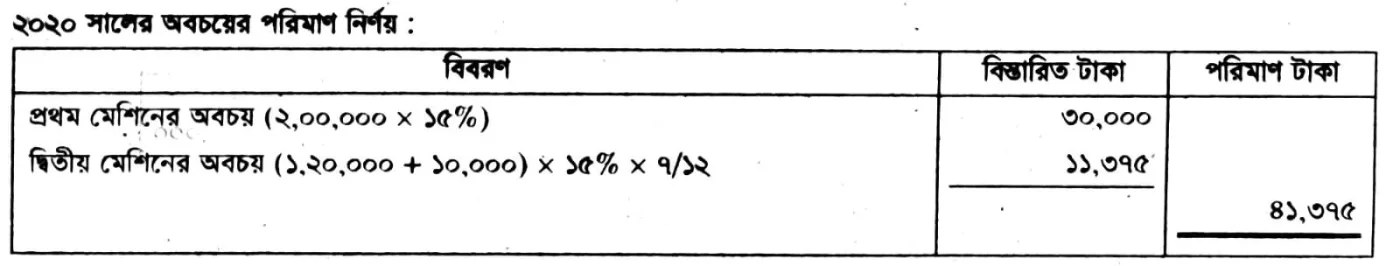 ২০২০ সালের অবচয়ের পরিমাণ নির্ণয় :
বিবরণ বিস্তারিত টাকা পরিমাণ টাকা
প্রথম মেশিনের অবচয় (২,০০,০০০ × ১৫%) ৩০,০০০
দ্বিতীয় মেশিনের অবচয় (১,২০,০০০ + ১০,০০০) × ১৫% × ৭/১২ ১১,৩৭৫
৪১,৩৭৫